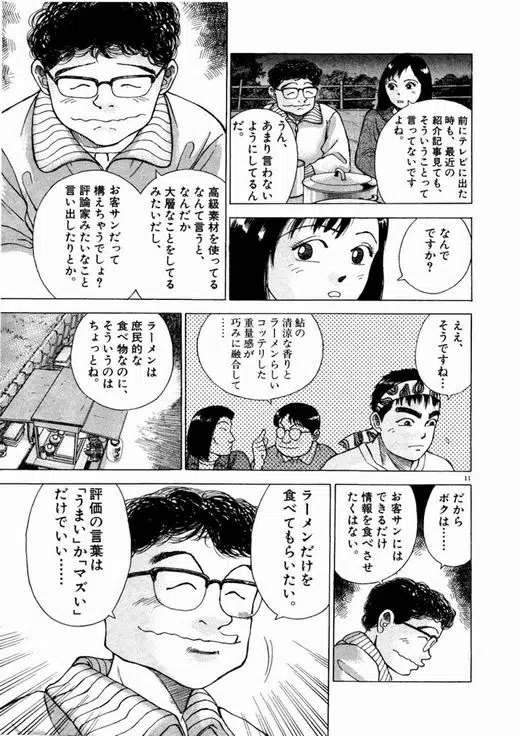 前にテレビに出た
時も、最近の
紹介記事見ても、
そういうことって
言ってないです
よね。
うん、
あまり言わない
ようにしてるん
だ。
なんで
ですか？
高級素材を使ってる
なんて言うと、
なんだか
大層なことをしてる
みたいだし、
お客サンだって
構えちゃうでしょ？
評論家みたいなこと
言い出したりとか。
ええ、
そうですね…
鮎の
清涼な香りと
ラーメンらしい
コッテリした
重量感が
巧みに融合して
……
ラーメンは
庶民的な
食べ物なのに、
そういうのは
ちょっとね。
11
だから
ボクは……
お客サンには
できるだけ
情報を食べさせ
たくはない。
ラーメンだけを
食べてもらいたい。
評価の言葉は
「うまい」か「マズい」
だけでいい……